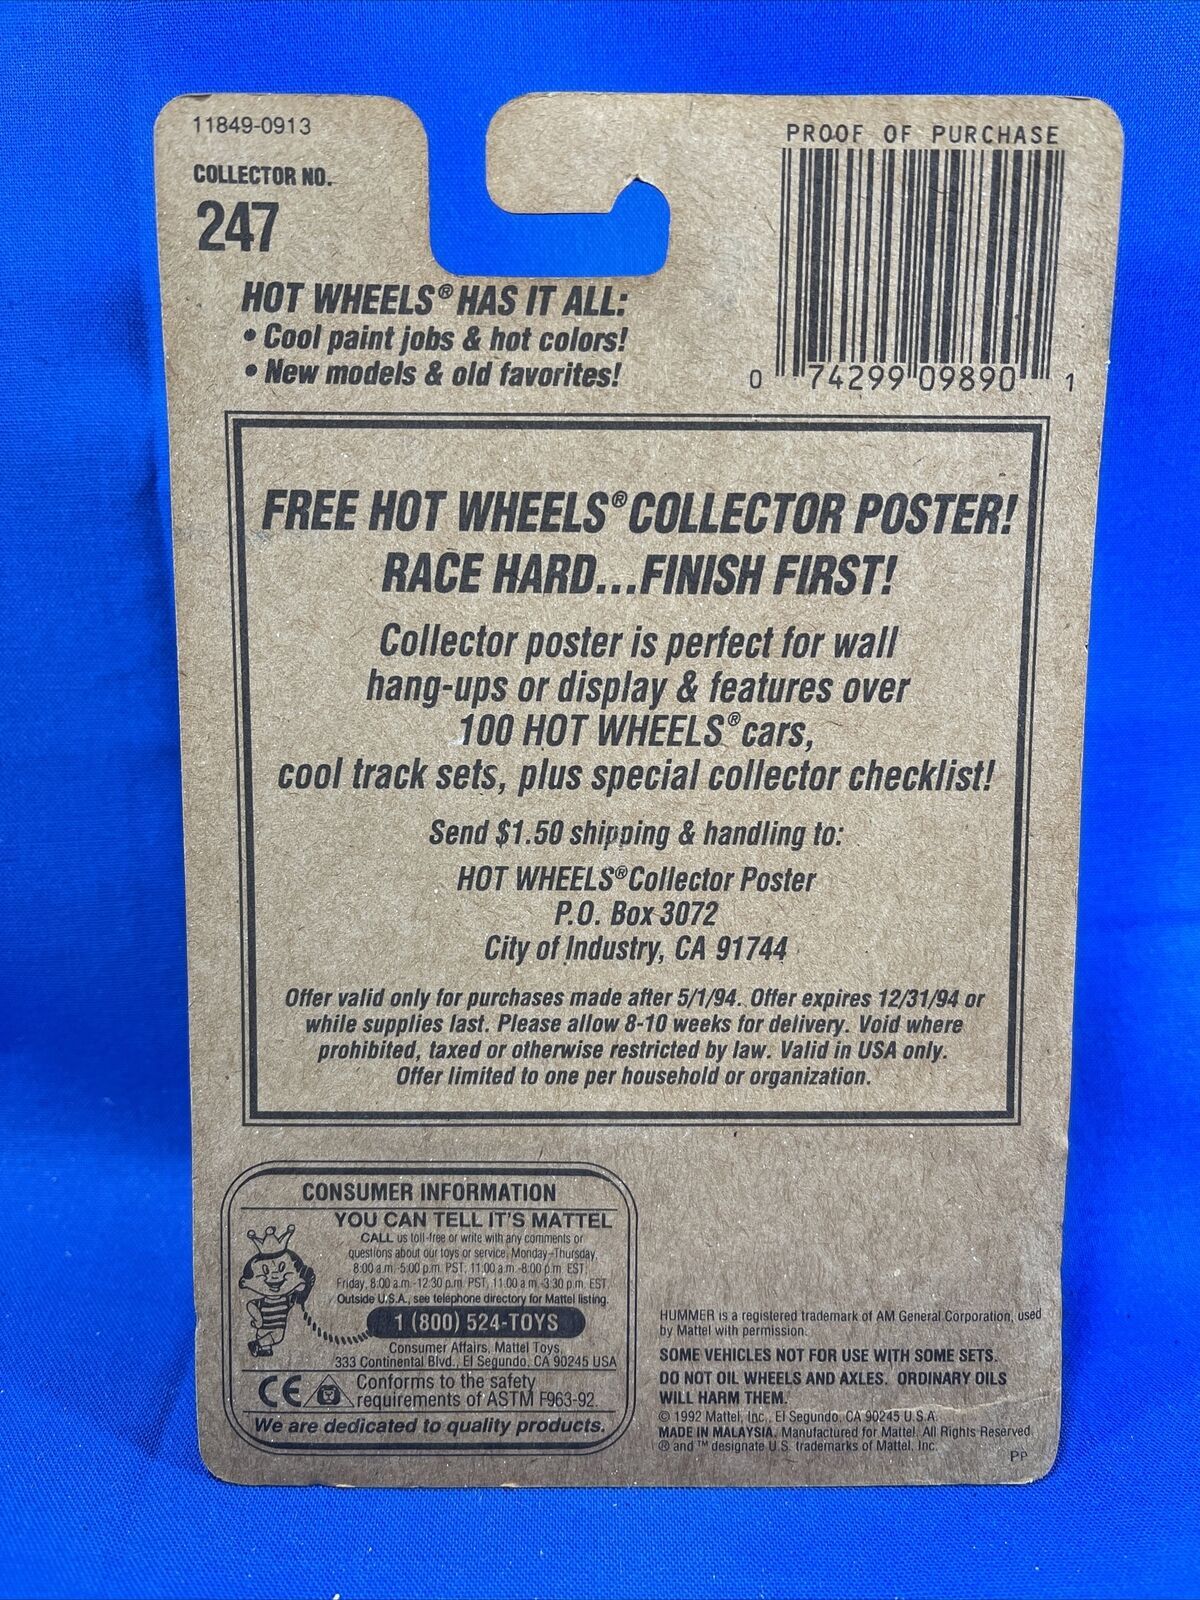 11849-0913
COLLECTOR NO.
247
PROOF OF PURCHASE
0 74299 09890 1
HOT WHEELS® HAS IT ALL:
• Cool paint jobs & hot colors!
• New models & old favorites!
FREE HOT WHEELS® COLLECTOR POSTER!
RACE HARD...FINISH FIRST!
Collector poster is perfect for wall
hang-ups or display & features over
100 HOT WHEELS® cars,
cool track sets, plus special collector checklist!
Send $1.50 shipping & handling to:
HOT WHEELS® Collector Poster
P.O. Box 3072
City of Industry, CA 91744
Offer valid only for purchases made after 5/1/94. Offer expires 12/31/94 or
while supplies last. Please allow 8-10 weeks for delivery. Void where
prohibited, taxed or otherwise restricted by law. Valid in USA only.
Offer limited to one per household or organization.
CONSUMER INFORMATION
YOU CAN TELL IT'S MATTEL
CALL us toll-free or write with any comments or
questions about our toys or service, Monday-Thursday,
8:00 a.m.-5:00 p.m. PST, 11:00 a.m.-8:00 p.m. EST;
Friday, 8:00 a.m.-12:30 p.m. PST, 11:00 a.m.-3:30 p.m. EST.
Outside U.S.A., see telephone directory for Mattel listing.
1 (800) 524-TOYS
Consumer Affairs, Mattel Toys,
333 Continental Blvd., El Segundo, CA 90245 USA
CE Conforms to the safety
requirements of ASTM F963-92.
We are dedicated to quality products.
HUMMER is a registered trademark of AM General Corporation, used
by Mattel with permission.
SOME VEHICLES NOT FOR USE WITH SOME SETS.
DO NOT OIL WHEELS AND AXLES. ORDINARY OILS
WILL HARM THEM.
© 1992 Mattel, Inc., El Segundo, CA 90245 U.S.A.
MADE IN MALAYSIA. Manufactured for Mattel. All Rights Reserved.
® and ™ designate U.S. trademarks of Mattel, Inc.
PP